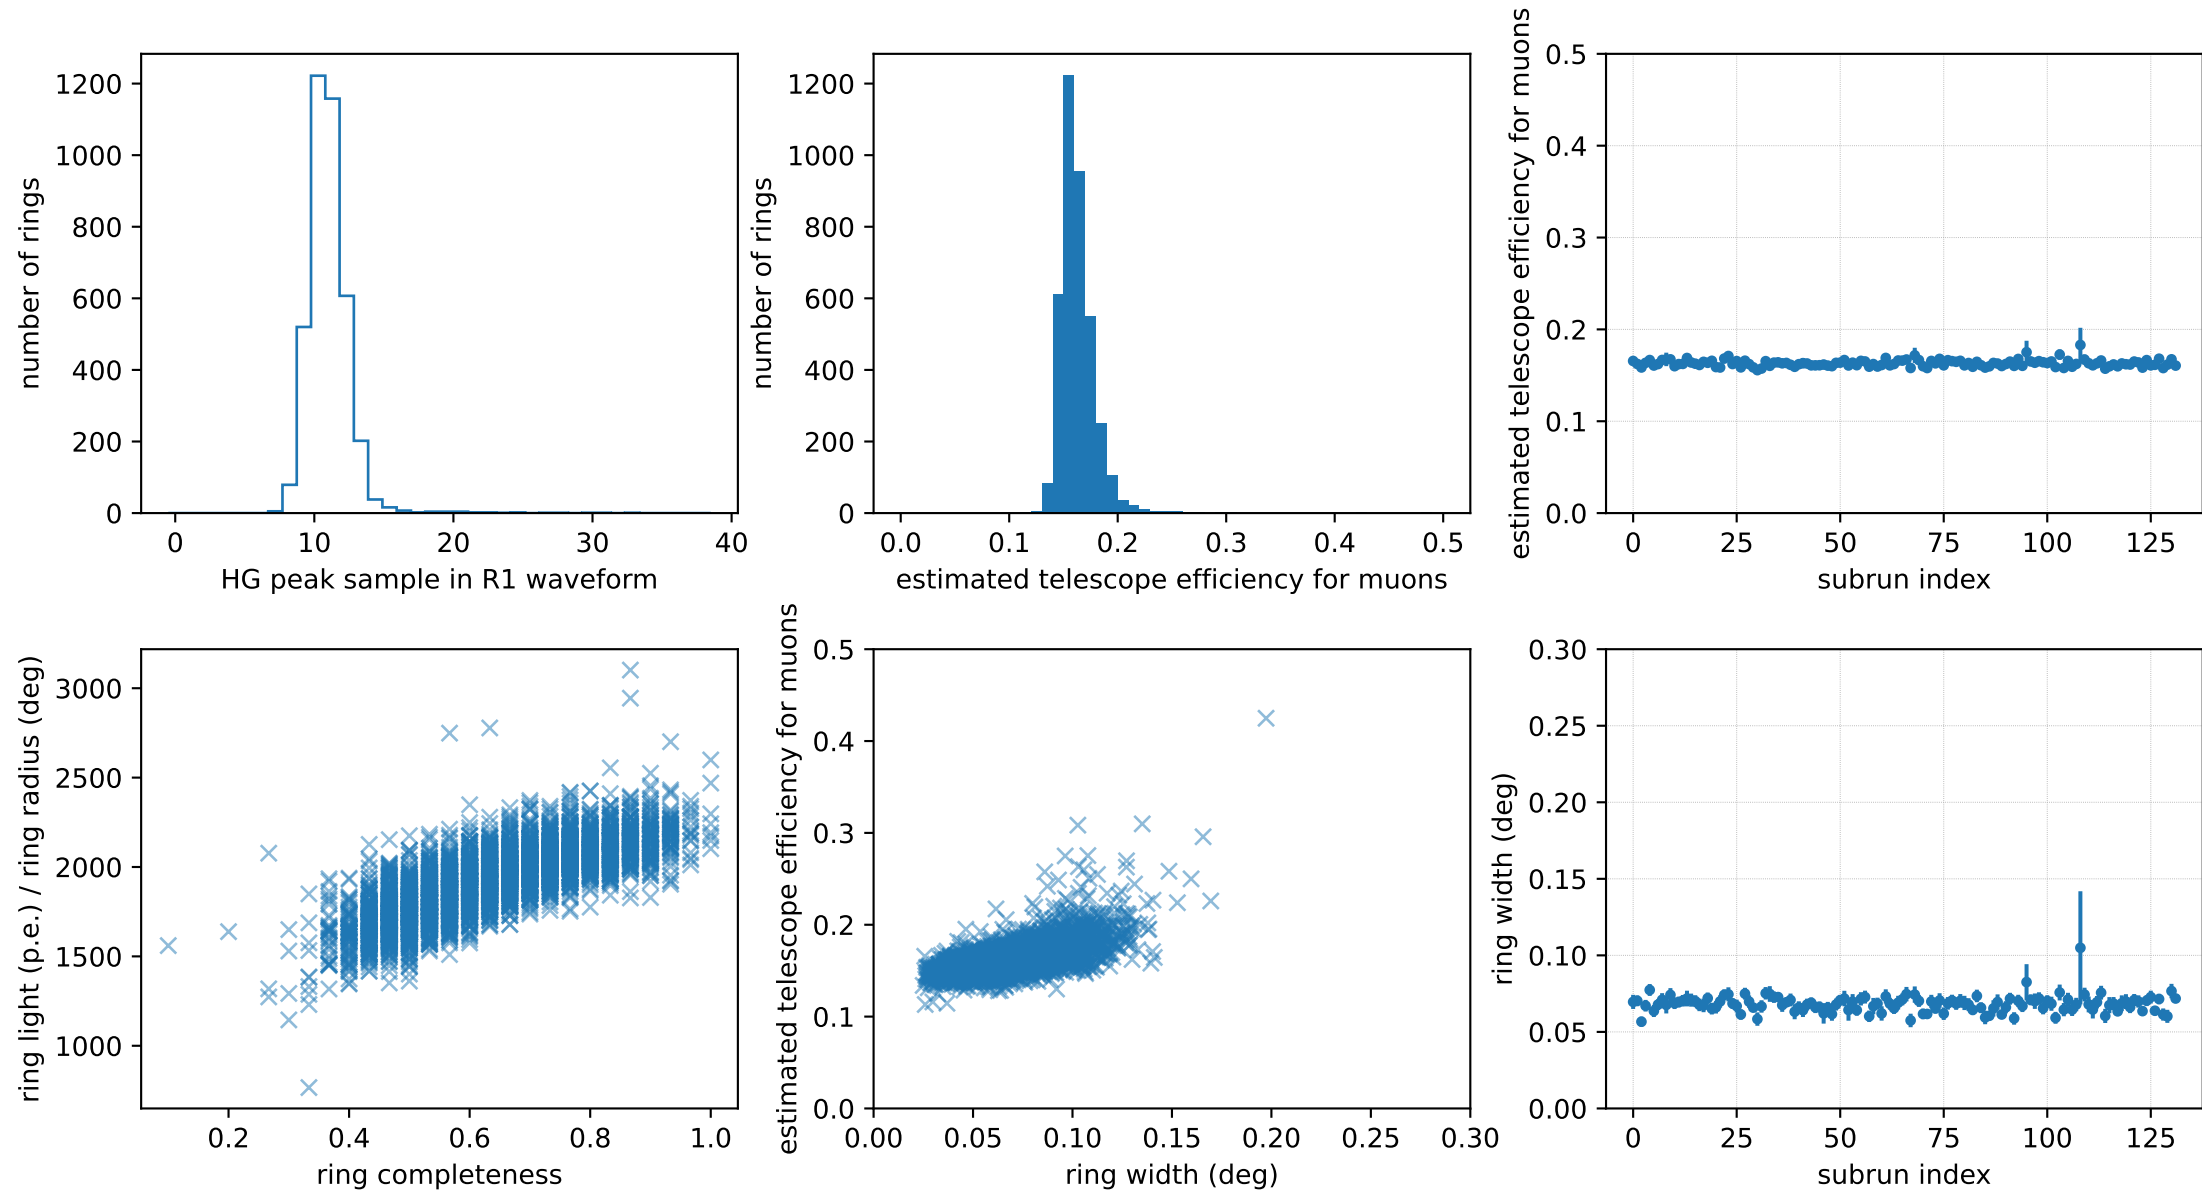 number of rings
1200
1000
800
600
400
200
0
0 10 20 30 40
HG peak sample in R1 waveform
number of rings
1200
1000
800
600
400
200
0
0.0 0.1 0.2 0.3 0.4 0.5
estimated telescope efficiency for muons
estimated telescope efficiency for muons
0.5
0.4
0.3
0.2
0.1
0.0
0 25 50 75 100 125
subrun index
ring light (p.e.) / ring radius (deg)
3000
2500
2000
1500
1000
0.2 0.4 0.6 0.8 1.0
ring completeness
estimated telescope efficiency for muons
0.5
0.4
0.3
0.2
0.1
0.0
0.00 0.05 0.10 0.15 0.20 0.25 0.30
ring width (deg)
ring width (deg)
0.30
0.25
0.20
0.15
0.10
0.05
0.00
0 25 50 75 100 125
subrun index